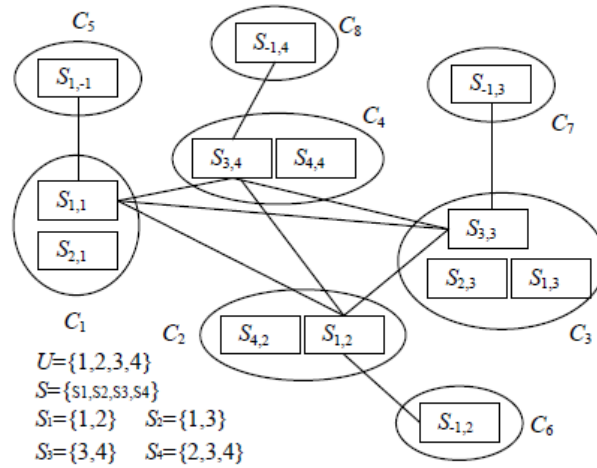 C5
S1,-1
S-1,4
C8
S-1,3
C7
C4
S3,4 S4,4
S1,1
S2,1
C1
S3,3
S2,3 S1,3
C3
C2
S4,2 S1,2
S-1,2
C6
U={1,2,3,4}
S={S1,S2,S3,S4}
S1={1,2} S2={1,3}
S3={3,4} S4={2,3,4}